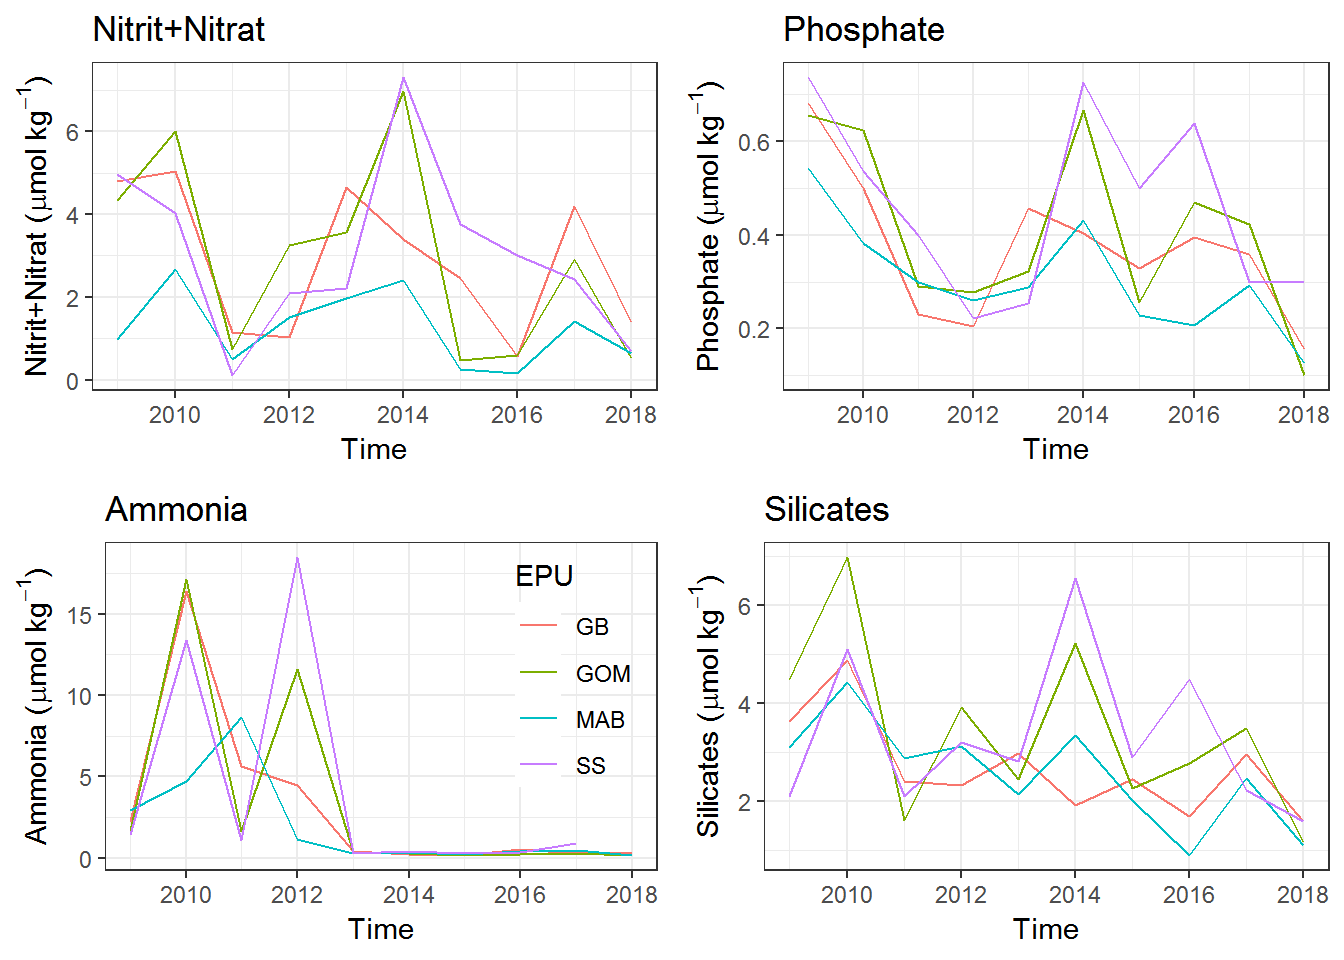 Nitrit+Nitrat
Nitrit+Nitrat (μmol kg⁻¹)
6
4
2
0
2010 2012 2014 2016 2018
Time
Phosphate
Phosphate (μmol kg⁻¹)
0.6
0.4
0.2
2010 2012 2014 2016 2018
Time
Ammonia
Ammonia (μmol kg⁻¹)
15
10
5
0
EPU
GB
GOM
MAB
SS
2010 2012 2014 2016 2018
Time
Silicates
Silicates (μmol kg⁻¹)
6
4
2
2010 2012 2014 2016 2018
Time